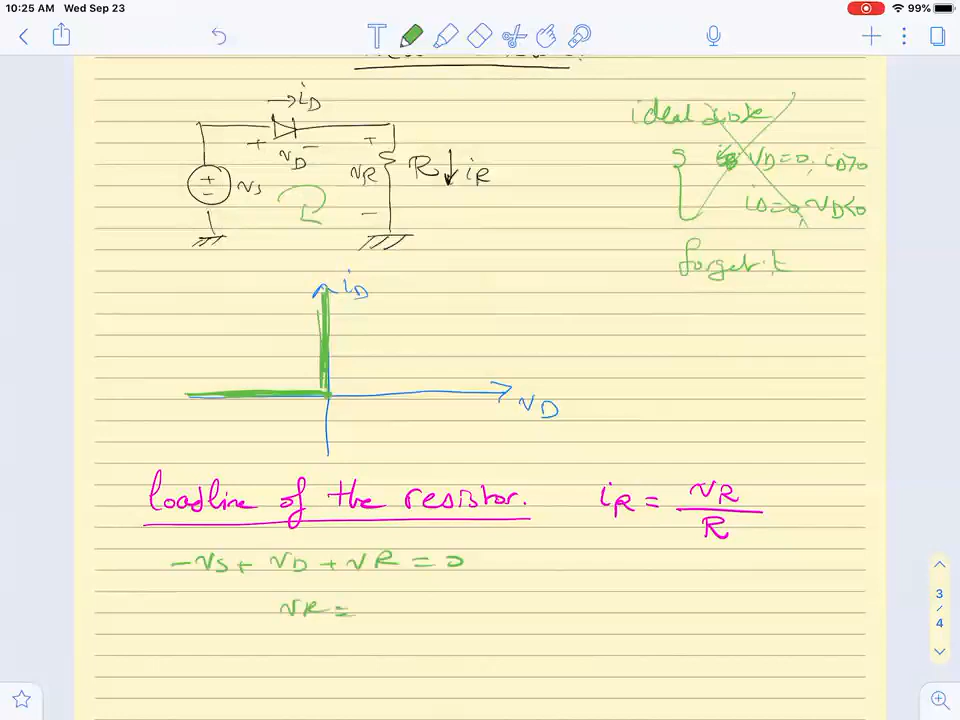 10:25 AM Wed Sep 23
99%
iD
+ vD −
+
vR
−
R
iR
+
−
vs
ideal
vD=0, iD>0
iD=0 vD<0
forget it
iD
vD
loadline of the resistor.
iR = vR / R
−vs + vD + vR = 0
vR =
3
/
4